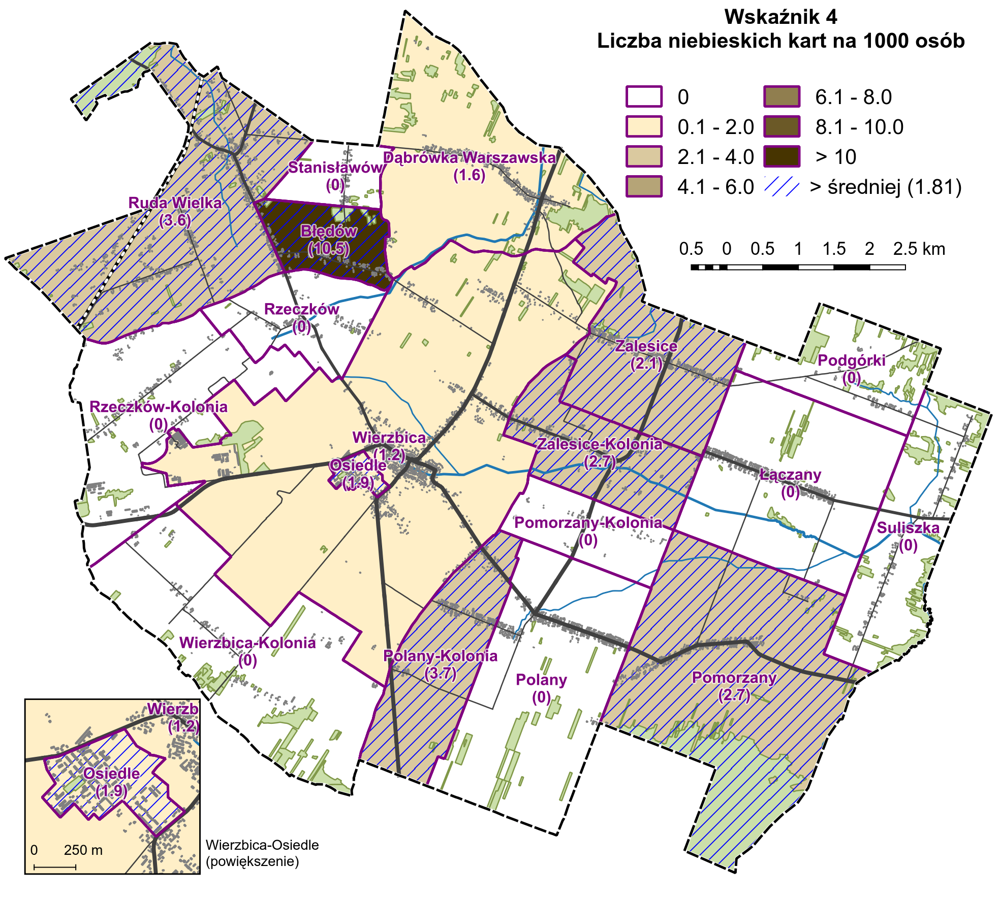 Wskaźnik 4
Liczba niebieskich kart na 1000 osób
0
0.1 - 2.0
2.1 - 4.0
4.1 - 6.0
6.1 - 8.0
8.1 - 10.0
> 10
> średniej (1.81)
0.5 0 0.5 1 1.5 2 2.5 km
Dąbrówka Warszawska
(1.6)
Stanisławów
(0)
Ruda Wielka
(3.6)
Błędów
(10.5)
Rzeczków
(0)
Zalesice
(2.1)
Podgórki
(0)
Rzeczków-Kolonia
(0)
Wierzbica
(1.2)
Osiedle
(1.9)
Zalesice-Kolonia
(2.7)
Łączany
(0)
Pomorzany-Kolonia
(0)
Suliszka
(0)
Wierzbica-Kolonia
(0)
Polany-Kolonia
(3.7)
Polany
(0)
Pomorzany
(2.7)
Wierzb
(1.2)
Osiedle
(1.9)
0 250 m
Wierzbica-Osiedle
(powiększenie)